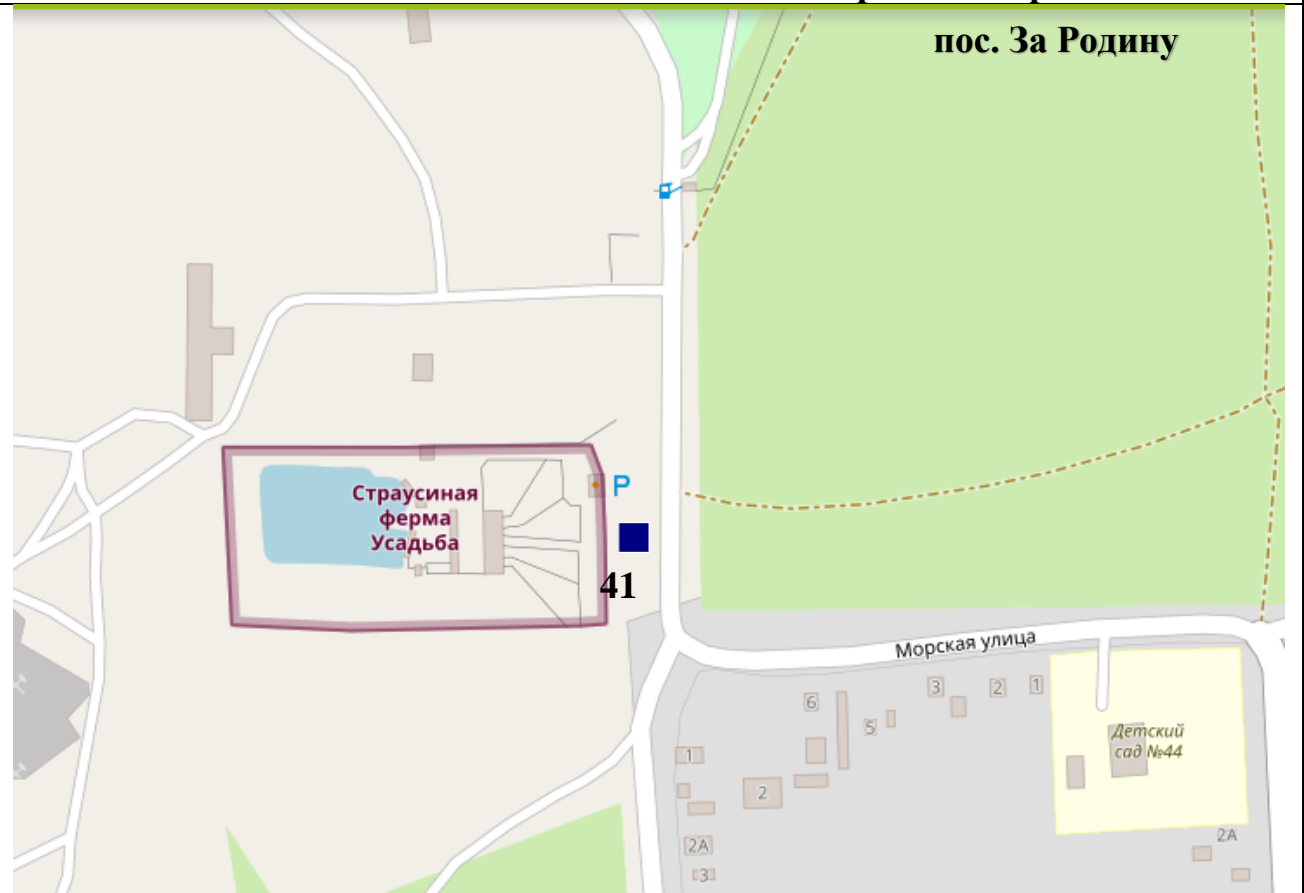 пос. За Родину
P
Страусиная
ферма
Усадьба
41
Морская улица
3
2
1
6
5
Детский
сад №44
1
2
2А
2А
3